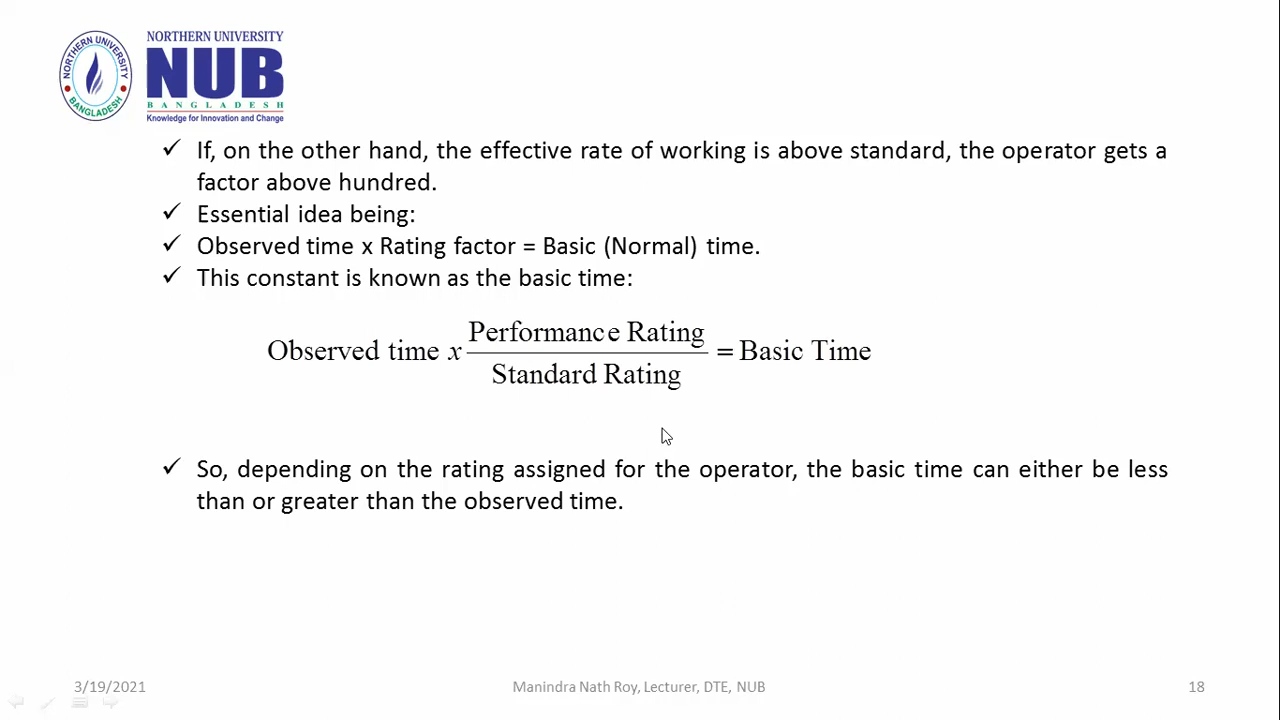 NORTHERN UNIVERSITY
BANGLADESH
NORTHERN UNIVERSITY
NUB
BANGLADESH
Knowledge for Innovation and Change
✓ If, on the other hand, the effective rate of working is above standard, the operator gets a
factor above hundred.
✓ Essential idea being:
✓ Observed time x Rating factor = Basic (Normal) time.
✓ This constant is known as the basic time:
Observed time x Performance Rating / Standard Rating = Basic Time
✓ So, depending on the rating assigned for the operator, the basic time can either be less
than or greater than the observed time.
3/19/2021
Manindra Nath Roy, Lecturer, DTE, NUB
18